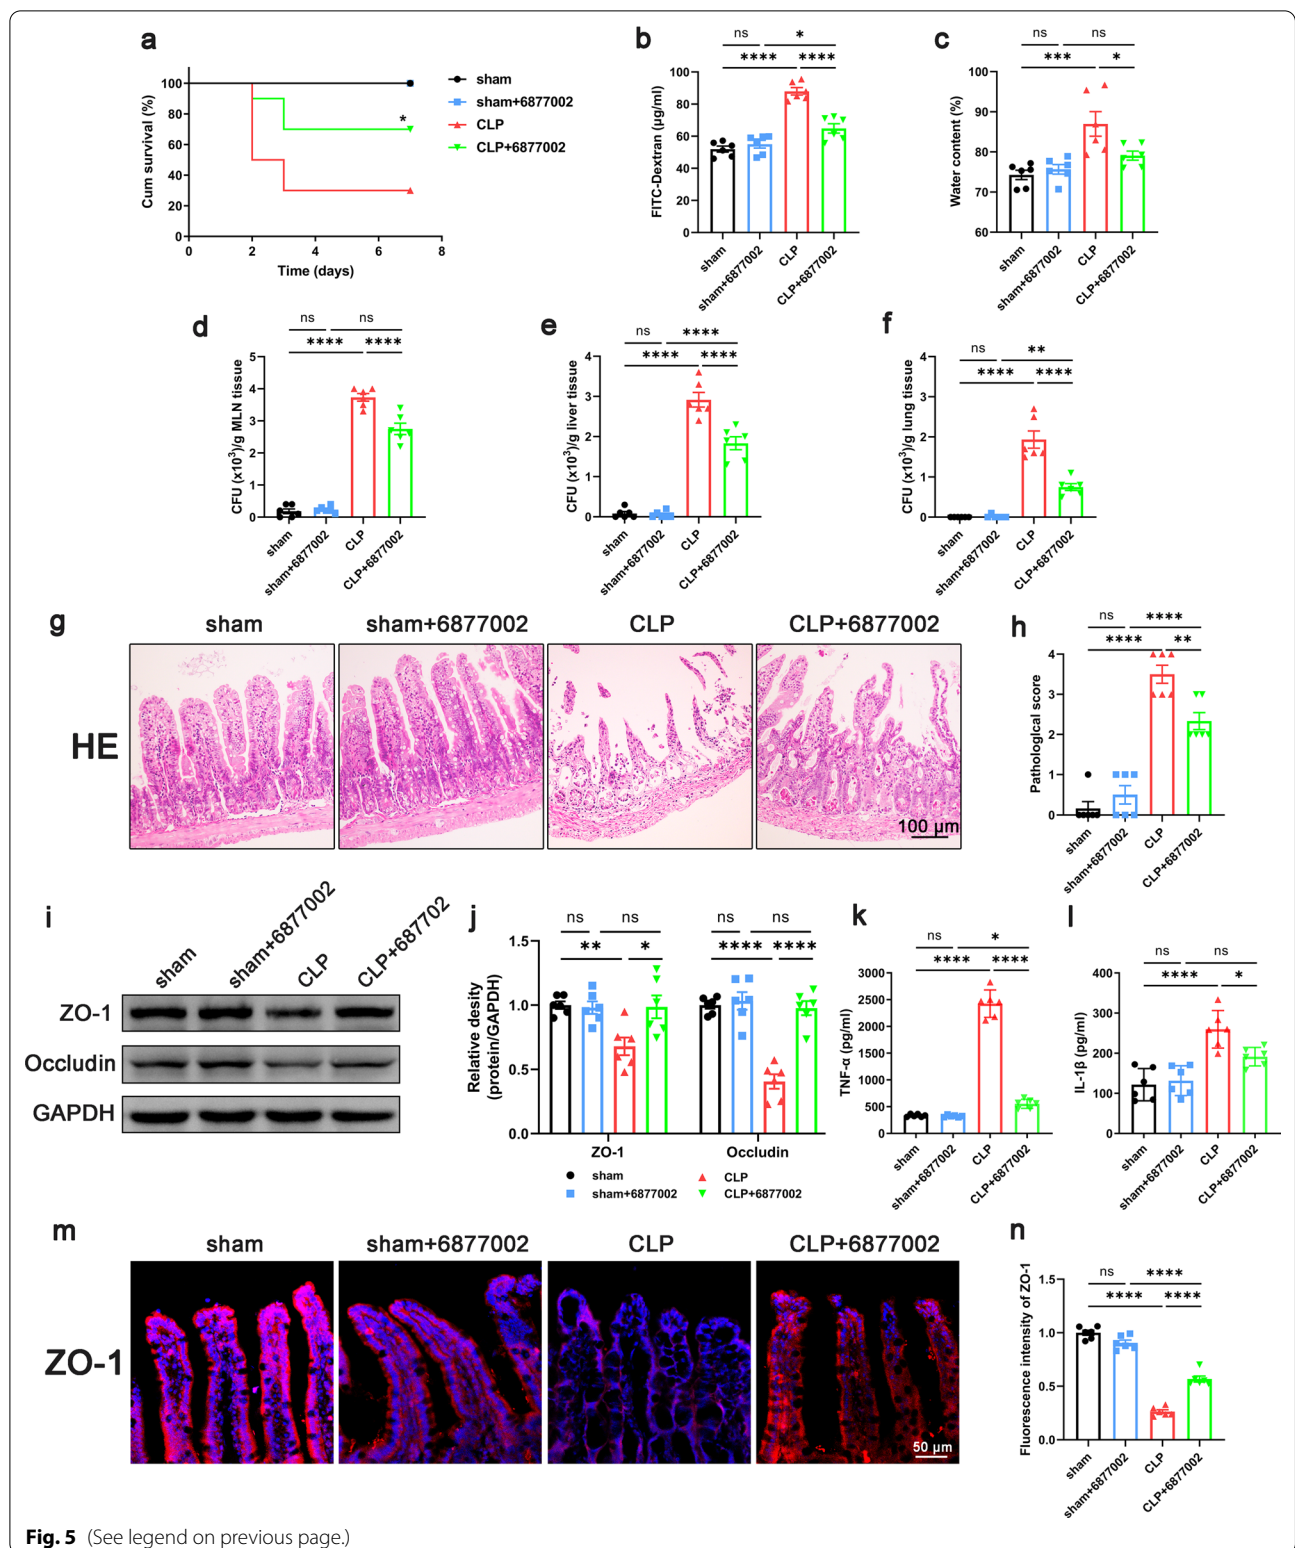 a
Cum survival (%)
100
80
60
40
20
0
0 2 4 6 8
Time (days)
*
sham
sham+6877002
CLP
CLP+6877002
b
ns *
**** ****
FITC-Dextran (μg/ml)
100
80
60
40
20
0
sham
sham+6877002
CLP
CLP+6877002
c
ns ns
*** *
Water content (%)
100
90
80
70
60
sham
sham+6877002
CLP
CLP+6877002
d
ns ns
**** ****
CFU (x10³)/g MLN tissue
5
4
3
2
1
0
sham
sham+6877002
CLP
CLP+6877002
e
ns ****
**** ****
CFU (x10³)/g liver tissue
4
3
2
1
0
sham
sham+6877002
CLP
CLP+6877002
f
ns **
**** ****
CFU (x10³)/g lung tissue
4
3
2
1
0
sham
sham+6877002
CLP
CLP+6877002
g
sham sham+6877002 CLP CLP+6877002
HE
100 μm
h
ns ****
**** **
Pathological score
4
3
2
1
0
sham
sham+6877002
CLP
CLP+6877002
i
sham
sham+6877002
CLP
CLP+687702
ZO-1
Occludin
GAPDH
j
ns ns ns ns
** * **** ****
Relative desity
(protein/GAPDH)
1.5
1.0
0.5
0.0
ZO-1 Occludin
sham CLP
sham+6877002 CLP+6877002
k
ns *
**** ****
TNF-α (pg/ml)
3000
2500
2000
1500
1000
500
0
sham
sham+6877002
CLP
CLP+6877002
l
ns ns
**** *
IL-1β (pg/ml)
400
300
200
100
0
sham
sham+6877002
CLP
CLP+6877002
m
sham sham+6877002 CLP CLP+6877002
ZO-1
50 μm
n
ns ****
**** ****
Fluorescence intensity of ZO-1
1.5
1.0
0.5
0.0
sham
sham+6877002
CLP
CLP+6877002
Fig. 5 (See legend on previous page.)